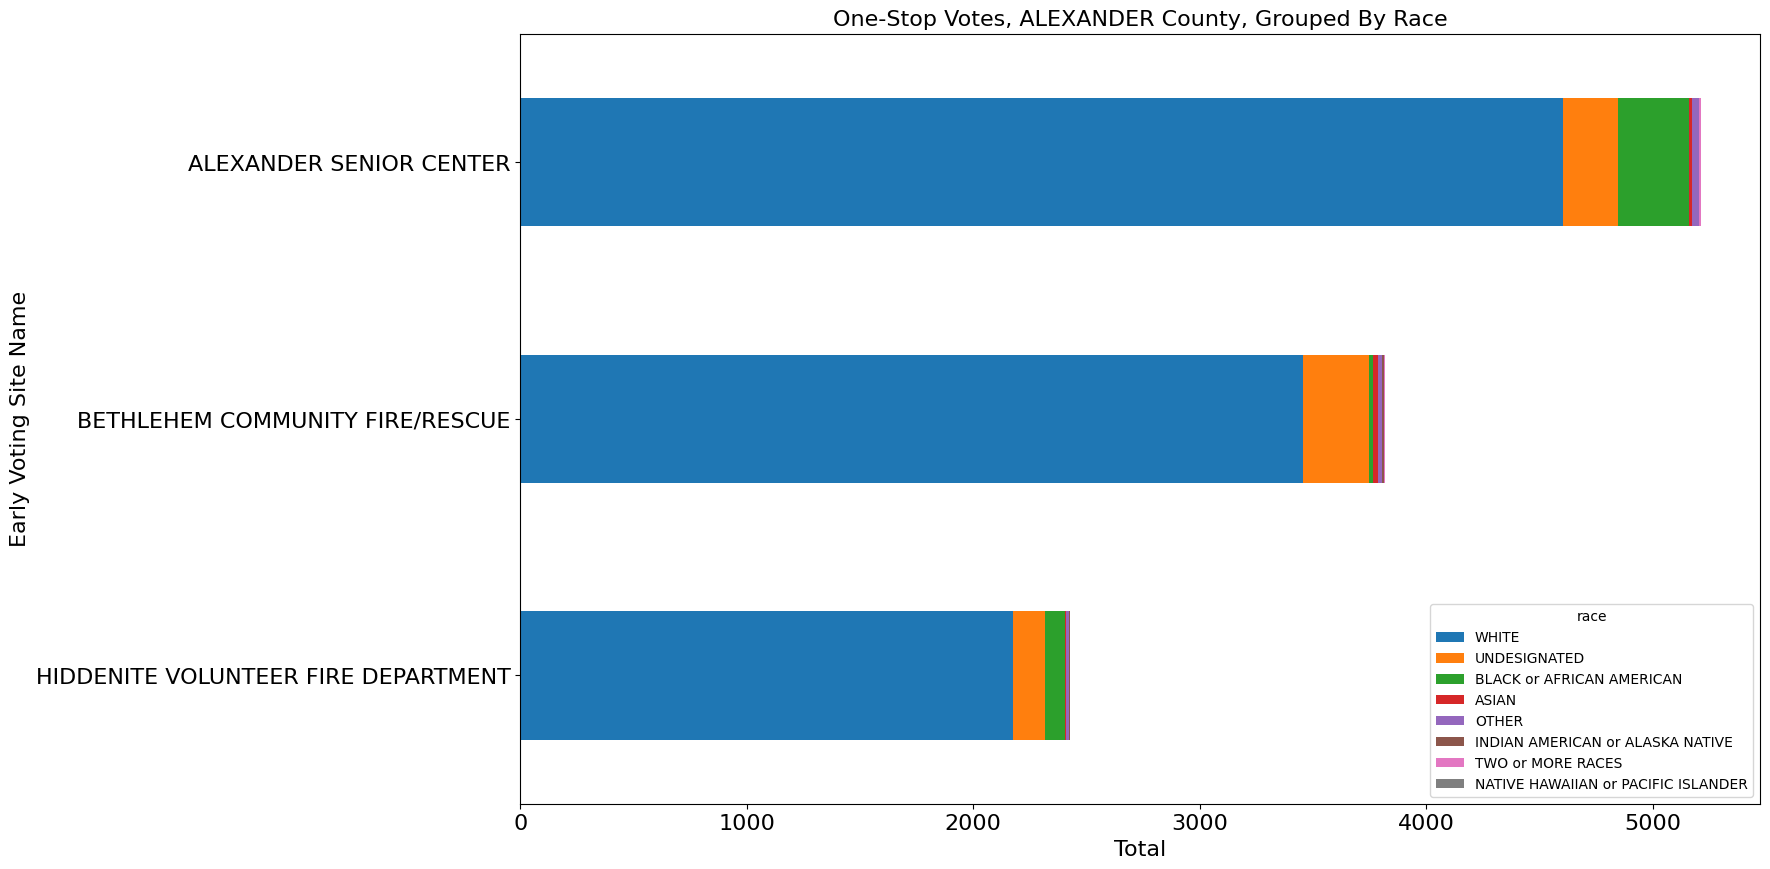 One-Stop Votes, ALEXANDER County, Grouped By Race
Early Voting Site Name
ALEXANDER SENIOR CENTER
BETHLEHEM COMMUNITY FIRE/RESCUE
HIDDENITE VOLUNTEER FIRE DEPARTMENT
race
WHITE
UNDESIGNATED
BLACK or AFRICAN AMERICAN
ASIAN
OTHER
INDIAN AMERICAN or ALASKA NATIVE
TWO or MORE RACES
NATIVE HAWAIIAN or PACIFIC ISLANDER
0 1000 2000 3000 4000 5000
Total